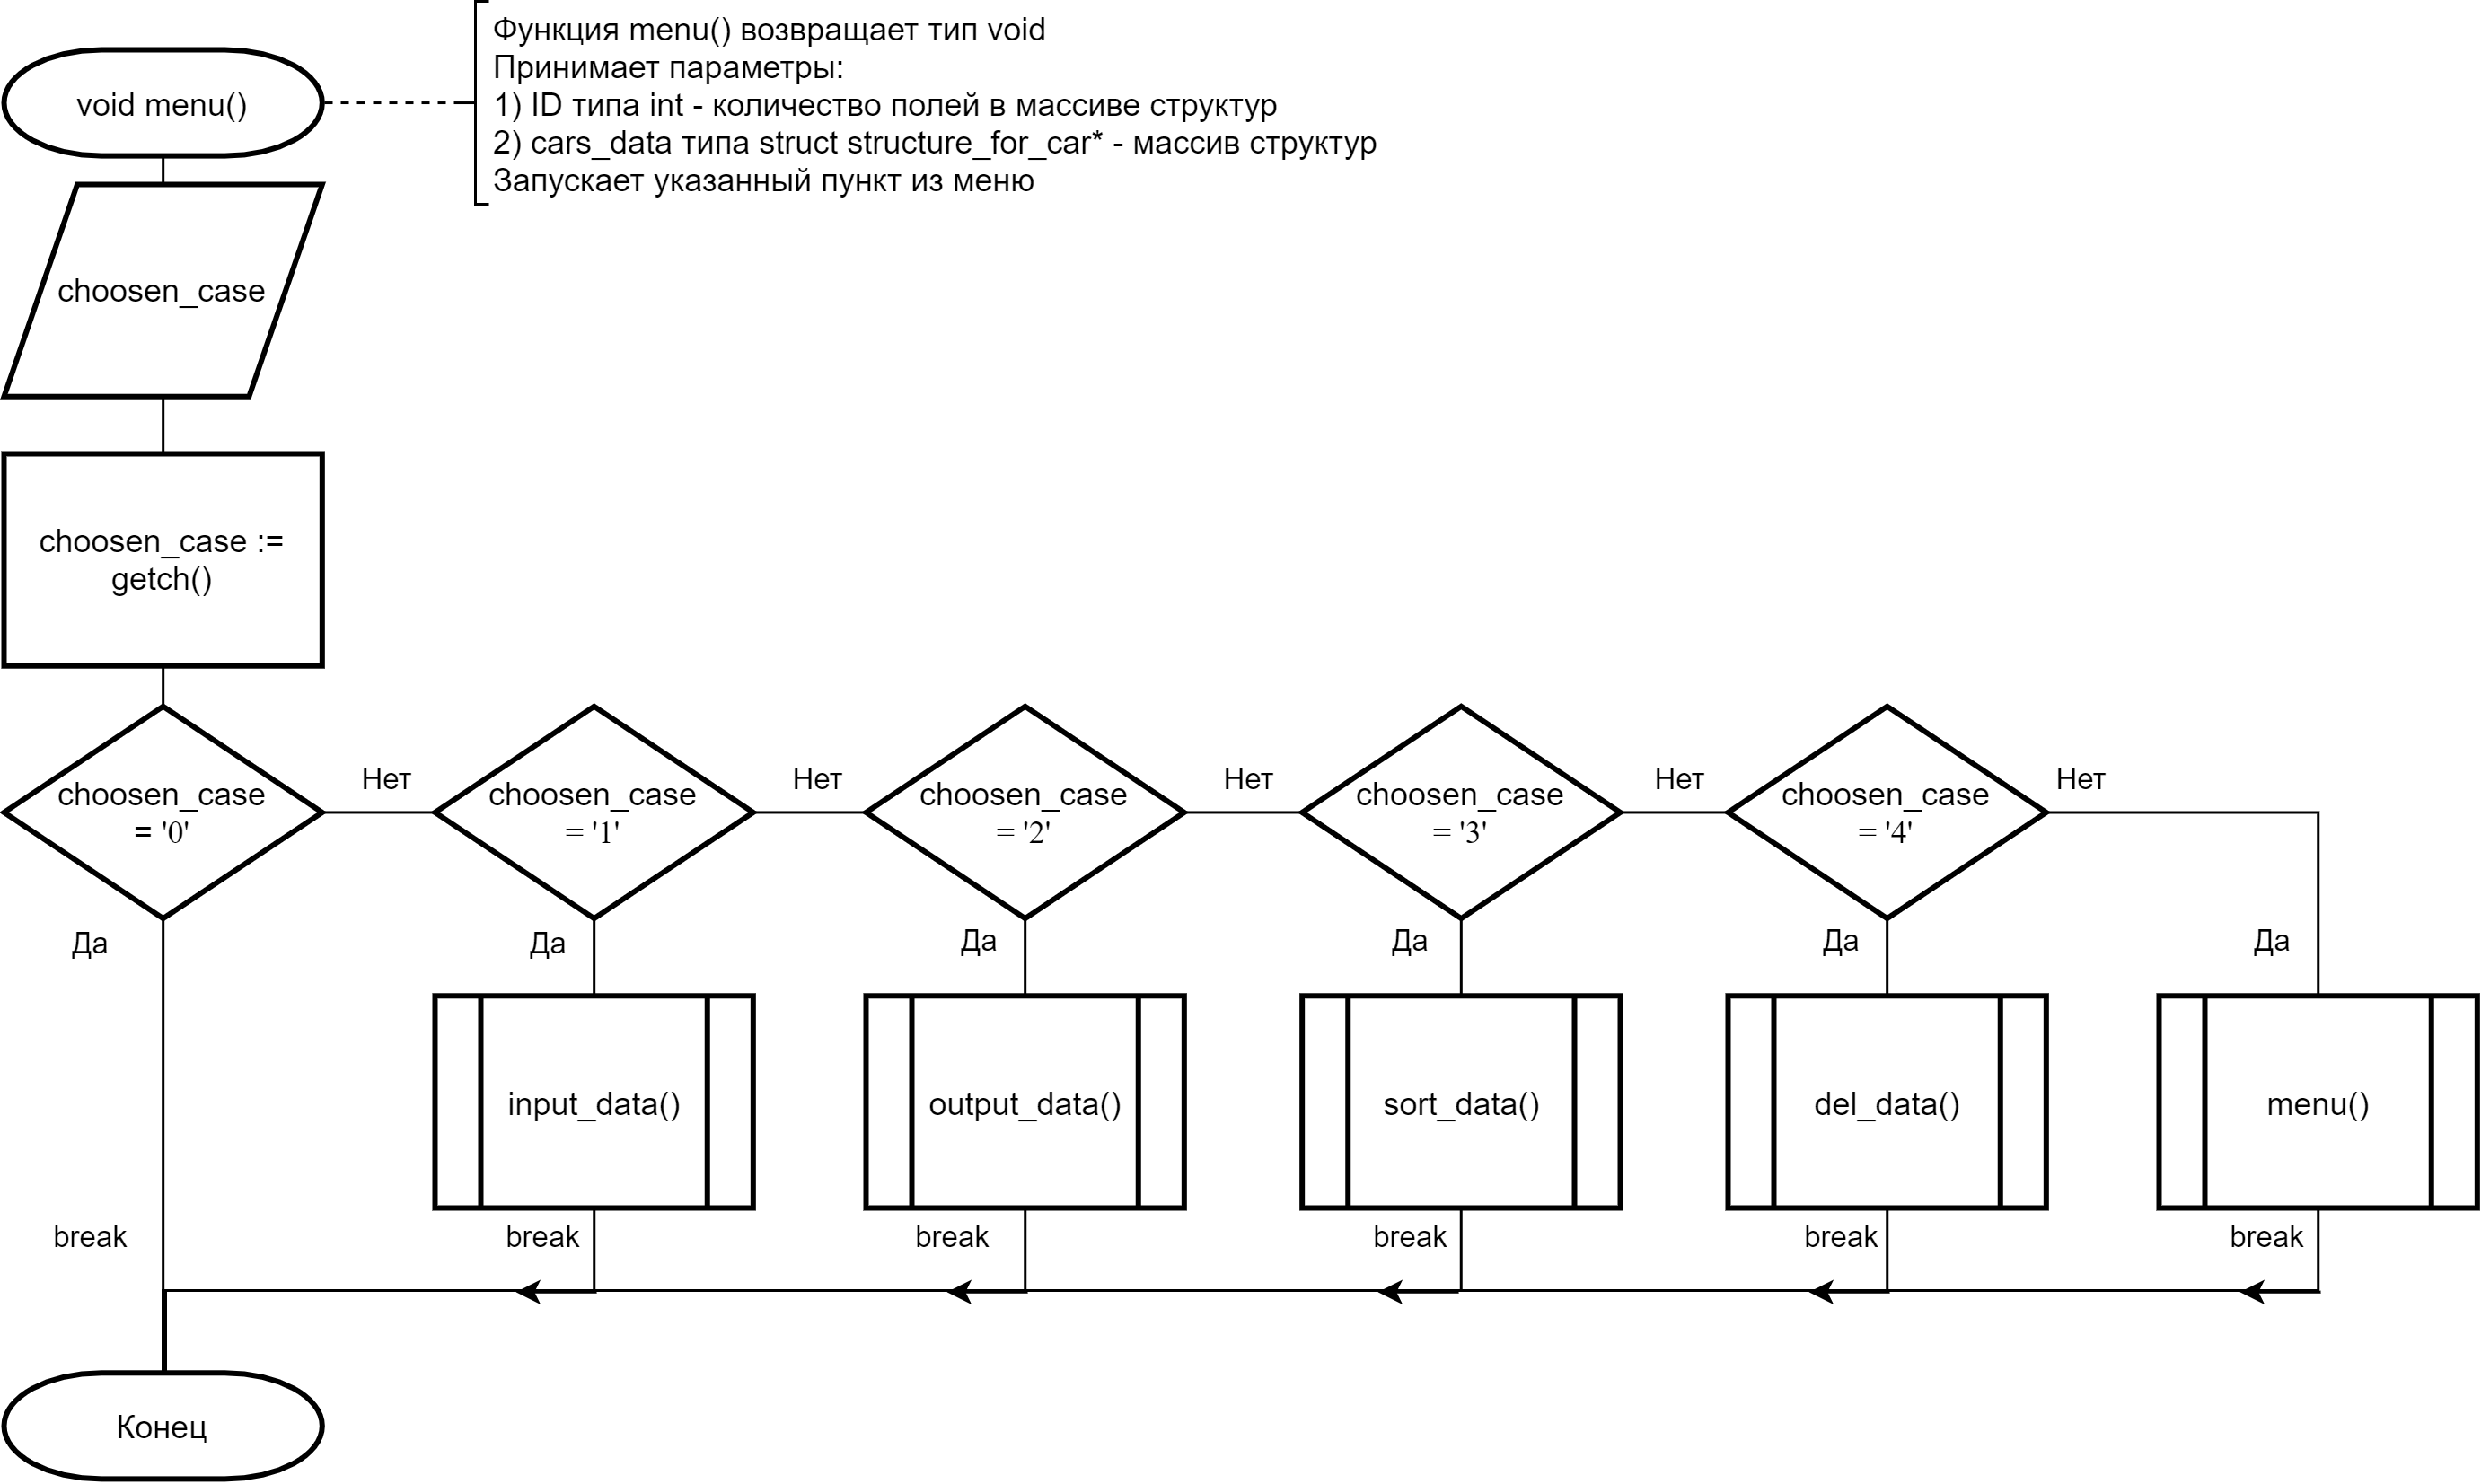 Функция menu() возвращает тип void
Принимает параметры:
1) ID типа int - количество полей в массиве структур
2) cars_data типа struct structure_for_car* - массив структур
Запускает указанный пункт из меню
void menu()
choosen_case
choosen_case :=
getch()
choosen_case
= '0'
Нет
choosen_case
= '1'
Нет
choosen_case
= '2'
Нет
choosen_case
= '3'
Нет
choosen_case
= '4'
Нет
Да
Да
Да
Да
Да
Да
input_data()
output_data()
sort_data()
del_data()
menu()
break
break
break
break
break
break
Конец